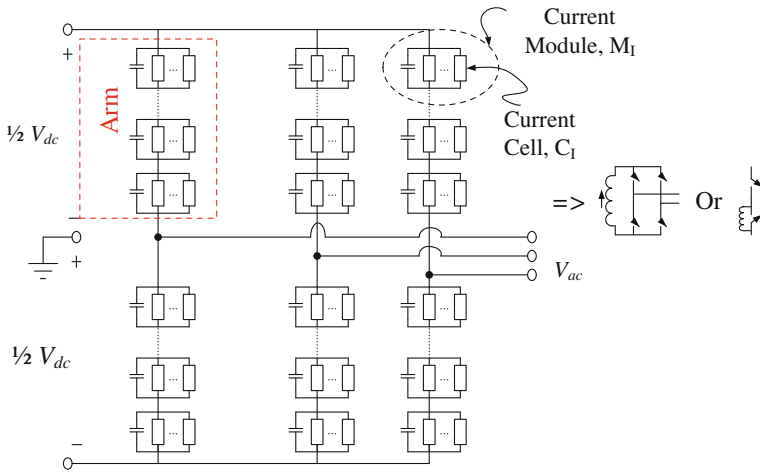 Current
Module, M_I
+
Arm
½ V_dc
Current
Cell, C_I
=> Or
−
+
V_ac
½ V_dc
−